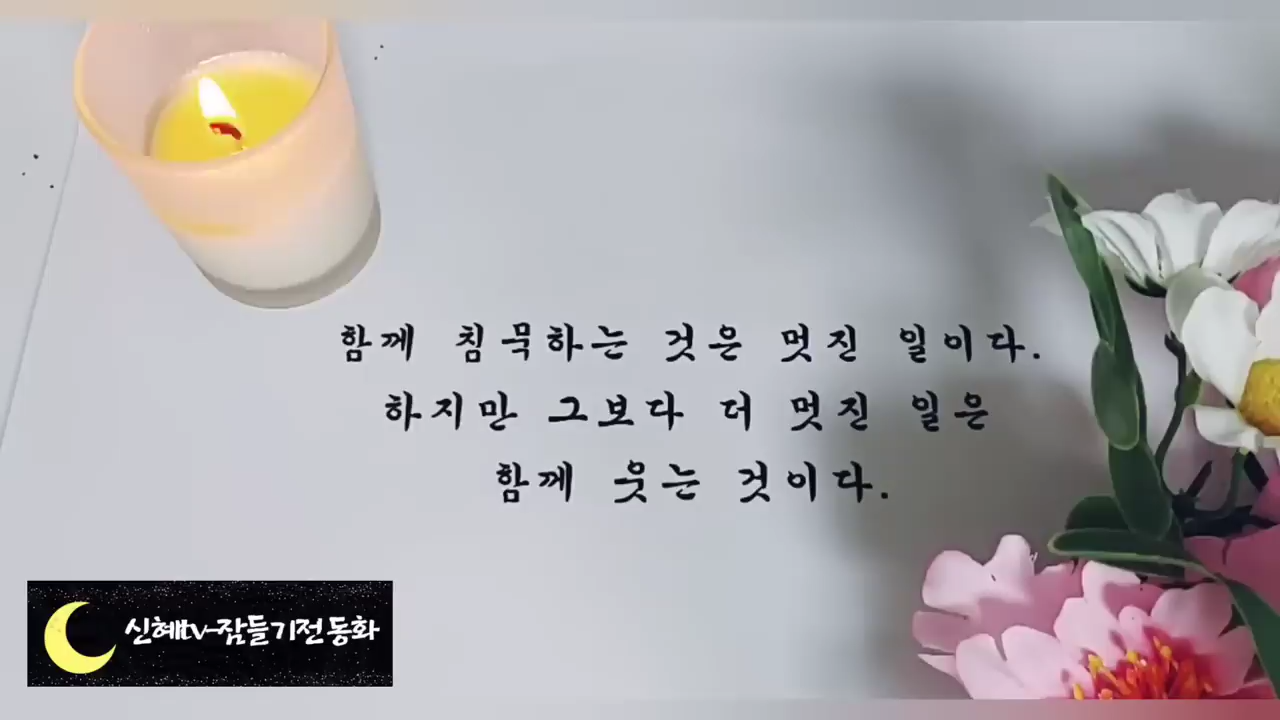 함께 침묵하는 것은 멋진 일이다.
하지만 그보다 더 멋진 일은
함께 웃는 것이다.
신혜tv-잠들기전 동화